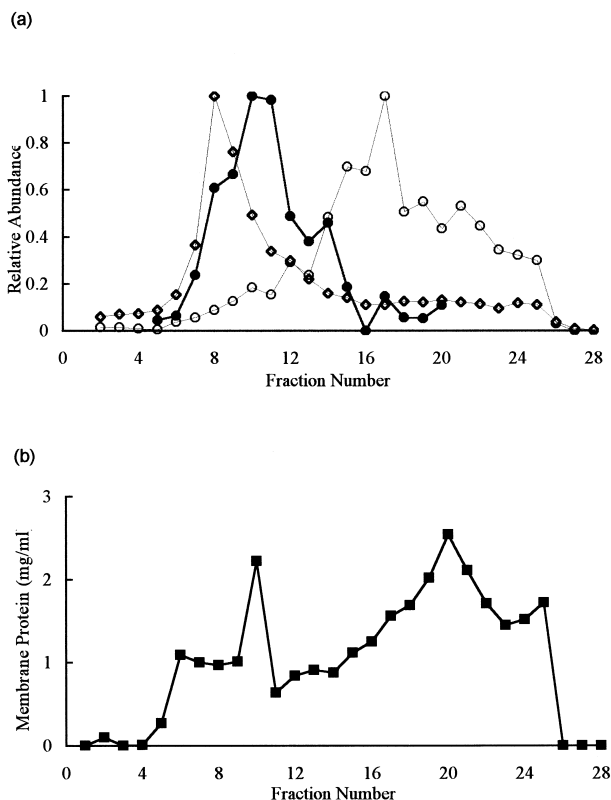 (a)
1
0.8
0.6
0.4
0.2
0
Relative Abundance
0 4 8 12 16 20 24 28
Fraction Number
(b)
3
2
1
0
Membrane Protein (mg/ml
0 4 8 12 16 20 24 28
Fraction Number